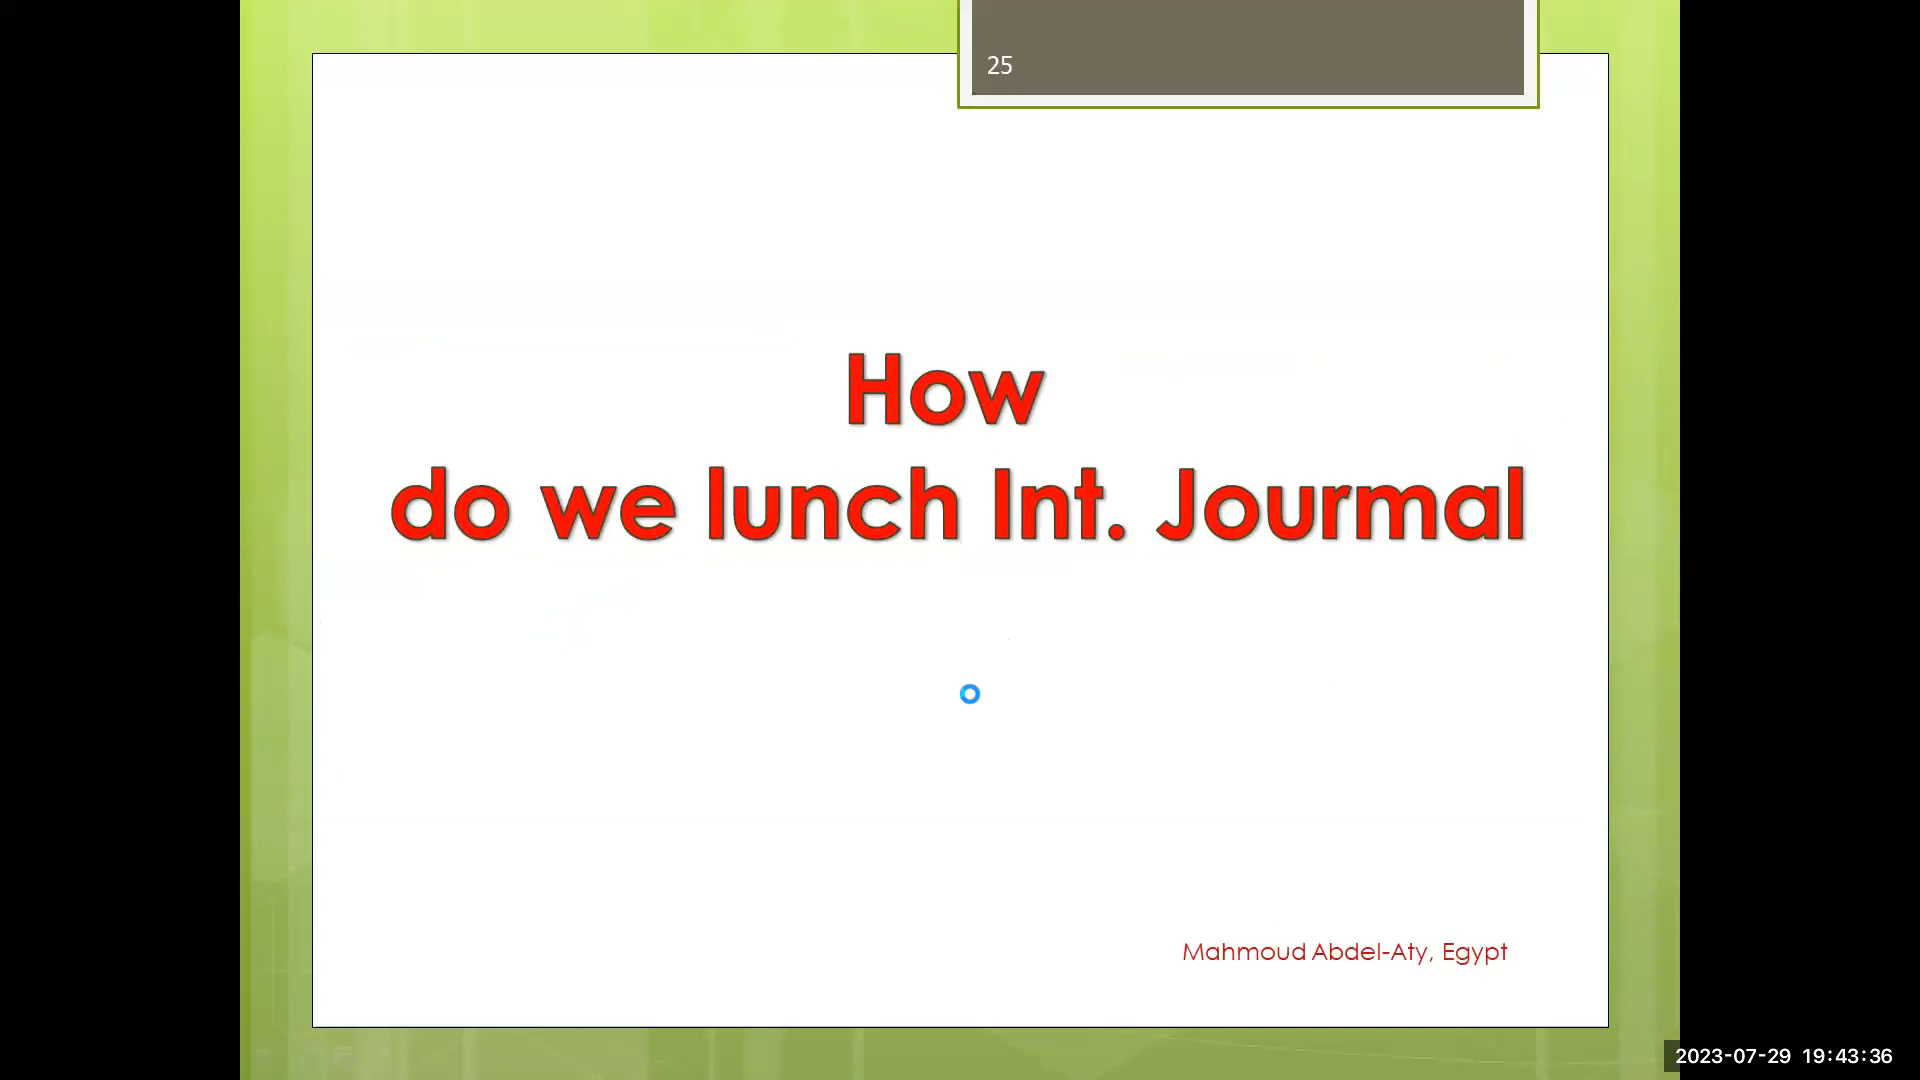 25
How
do we lunch Int. Jourmal
Mahmoud Abdel-Aty, Egypt
2023-07-29 19:43:36